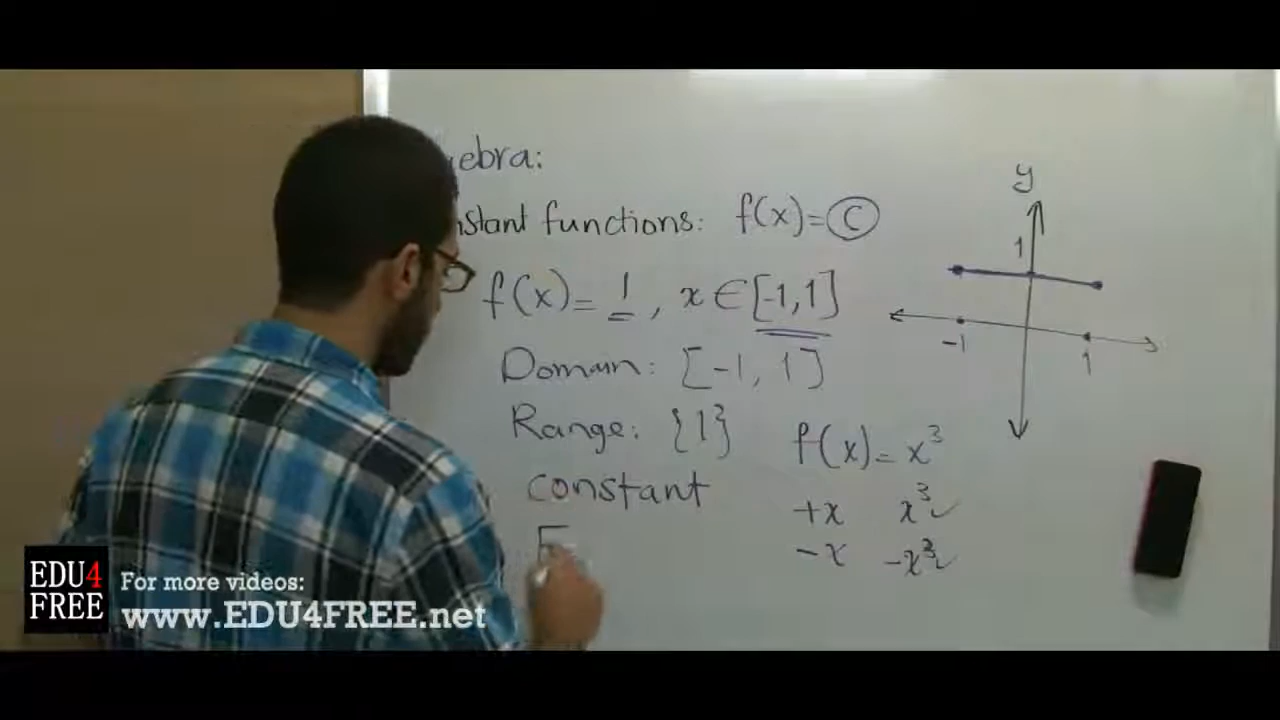 ebra:
nstant functions: f(x)= C
f(x)= 1 , x ∈ [-1,1]
Domain: [-1, 1]
Range: {1}
constant
f(x)= x³
+x x³ ✓
-x -x³ ✓
y
1
-1
1
EDU4
FREE
For more videos:
www.EDU4FREE.net